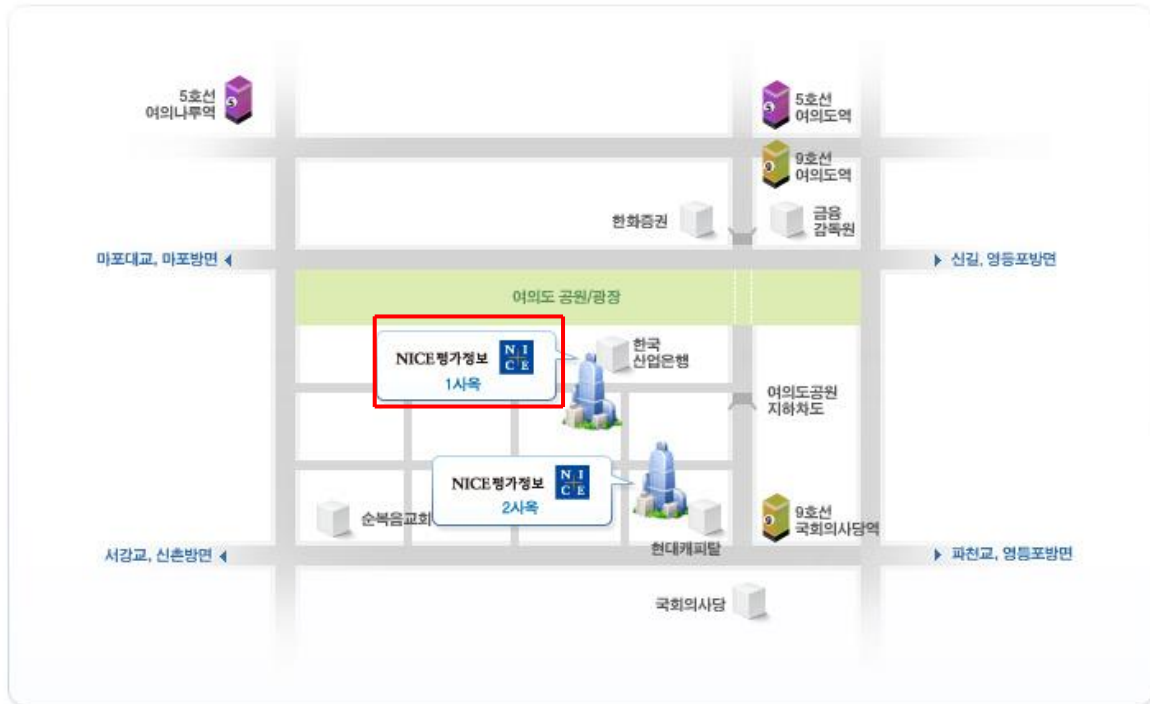 5호선
여의나루역
5
5호선
여의도역
5
9호선
여의도역
9
한화증권
금융
감독원
마포대교, 마포방면
신길, 영등포방면
여의도 공원/광장
NICE평가정보
N I
C E
1사옥
한국
산업은행
여의도공원
지하차도
NICE평가정보
N I
C E
2사옥
순복음교회
현대캐피탈
9호선
국회의사당역
9
서강교, 신촌방면
파천교, 영등포방면
국회의사당